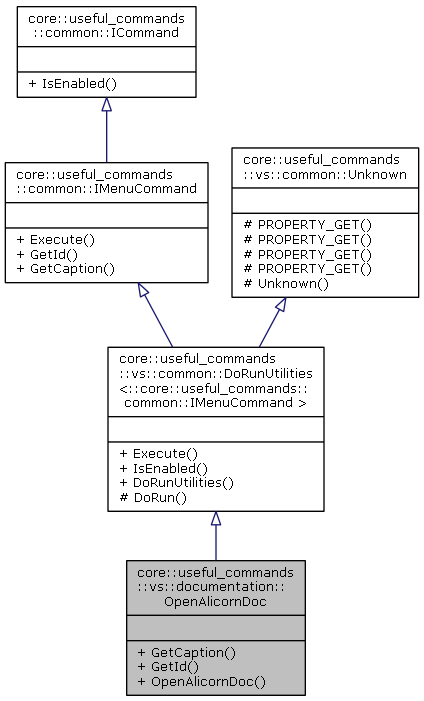 core::useful_commands
::common::ICommand
+ IsEnabled()
core::useful_commands
::common::IMenuCommand
+ Execute()
+ GetId()
+ GetCaption()
core::useful_commands
::vs::common::Unknown
# PROPERTY_GET()
# PROPERTY_GET()
# PROPERTY_GET()
# PROPERTY_GET()
# Unknown()
core::useful_commands
::vs::common::DoRunUtilities
<::core::useful_commands::
common::IMenuCommand >
+ Execute()
+ IsEnabled()
+ DoRunUtilities()
# DoRun()
core::useful_commands
::vs::documentation::
OpenAlicornDoc
+ GetCaption()
+ GetId()
+ OpenAlicornDoc()